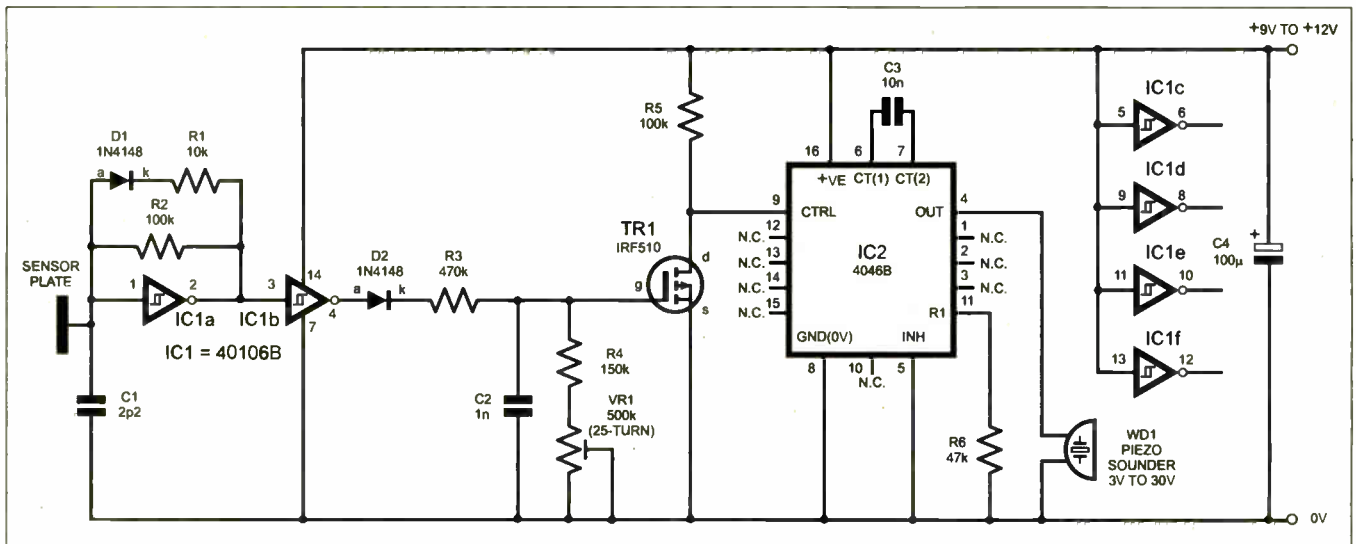 +9V TO +12V
C3
10n
IC1c
5
6
R5
100k
D1
1N4148
R1
10k
a
k
16
6
7
+VE
CT(1)
CT(2)
IC1d
9
8
R2
100k
TR1
IRF510
9
CTRL
OUT
4
12
N.C.
1
N.C.
13
N.C.
IC2
4046B
2
N.C.
14
N.C.
3
N.C.
15
N.C.
R1
11
GND(0V)
INH
8
10
N.C.
5
d
g
s
IC1e
11
10
C4
100µ
+
SENSOR
PLATE
1
2
IC1a
3
IC1b
14
7
4
IC1 = 40106B
D2
1N4148
a
k
R3
470k
IC1f
13
12
C1
2p2
C2
1n
R4
150k
VR1
500k
(25-TURN)
R6
47k
WD1
PIEZO
SOUNDER
3V TO 30V
0V